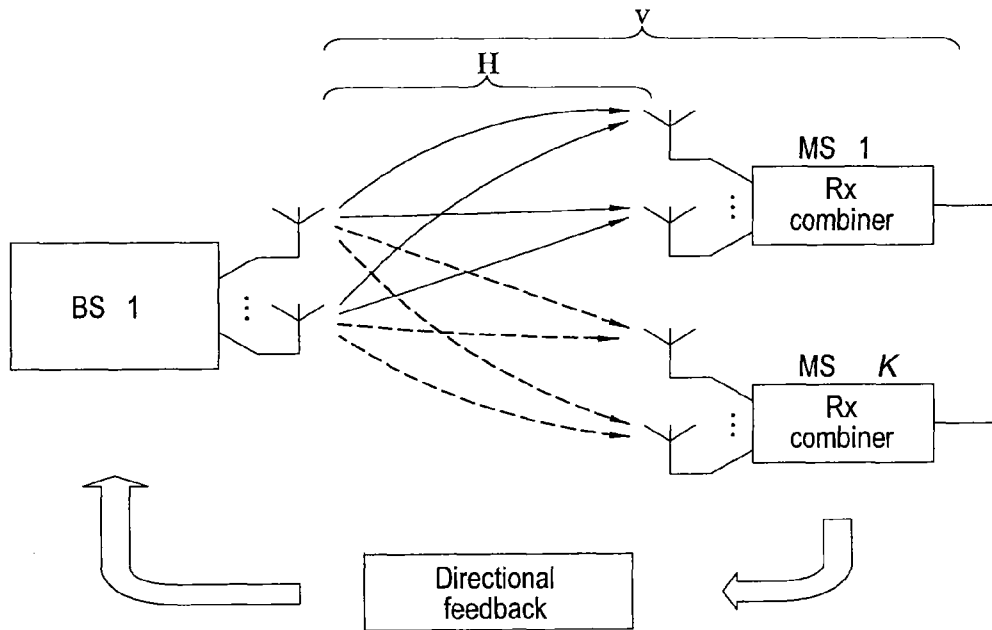 v
H
MS 1
Rx
combiner
BS 1
MS K
Rx
combiner
Directional
feedback